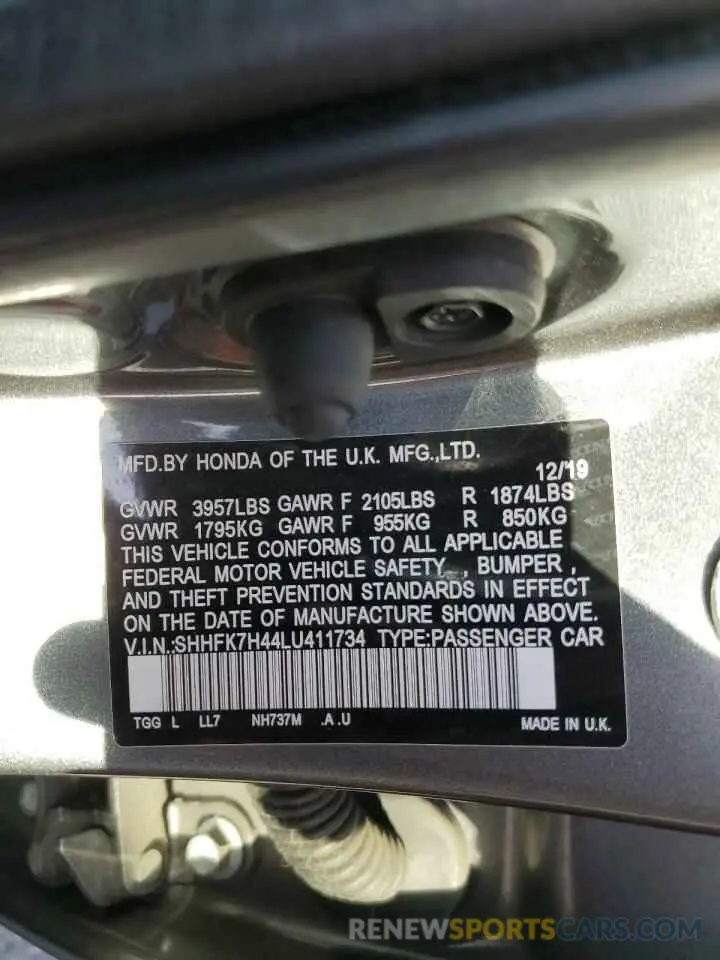 MFD.BY HONDA OF THE U.K. MFG.,LTD.
12/19
GVWR 3957LBS GAWR F 2105LBS R 1874LBS
GVWR 1795KG GAWR F 955KG R 850KG
THIS VEHICLE CONFORMS TO ALL APPLICABLE
FEDERAL MOTOR VEHICLE SAFETY , BUMPER ,
AND THEFT PREVENTION STANDARDS IN EFFECT
ON THE DATE OF MANUFACTURE SHOWN ABOVE.
V.I.N.:SHHFK7H44LU411734 TYPE:PASSENGER CAR
TGG L LL7 NH737M .A .U MADE IN U.K.
RENEWSPORTSCARS.COM